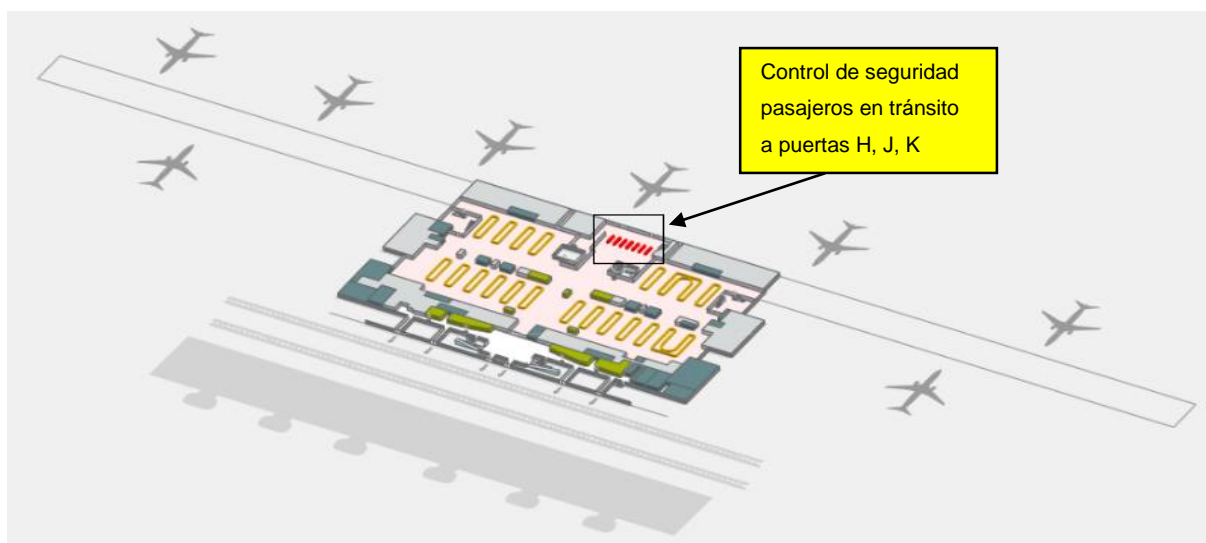 Control de seguridad
pasajeros en tránsito
a puertas H, J, K